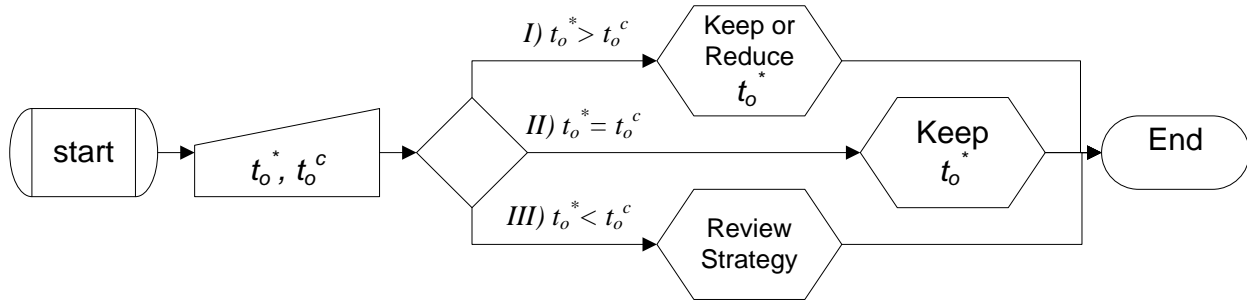 start
t_o^*, t_o^c
I) t_o^* > t_o^c
Keep or
Reduce
t_o^*
II) t_o^* = t_o^c
Keep
t_o^*
III) t_o^* < t_o^c
Review
Strategy
End